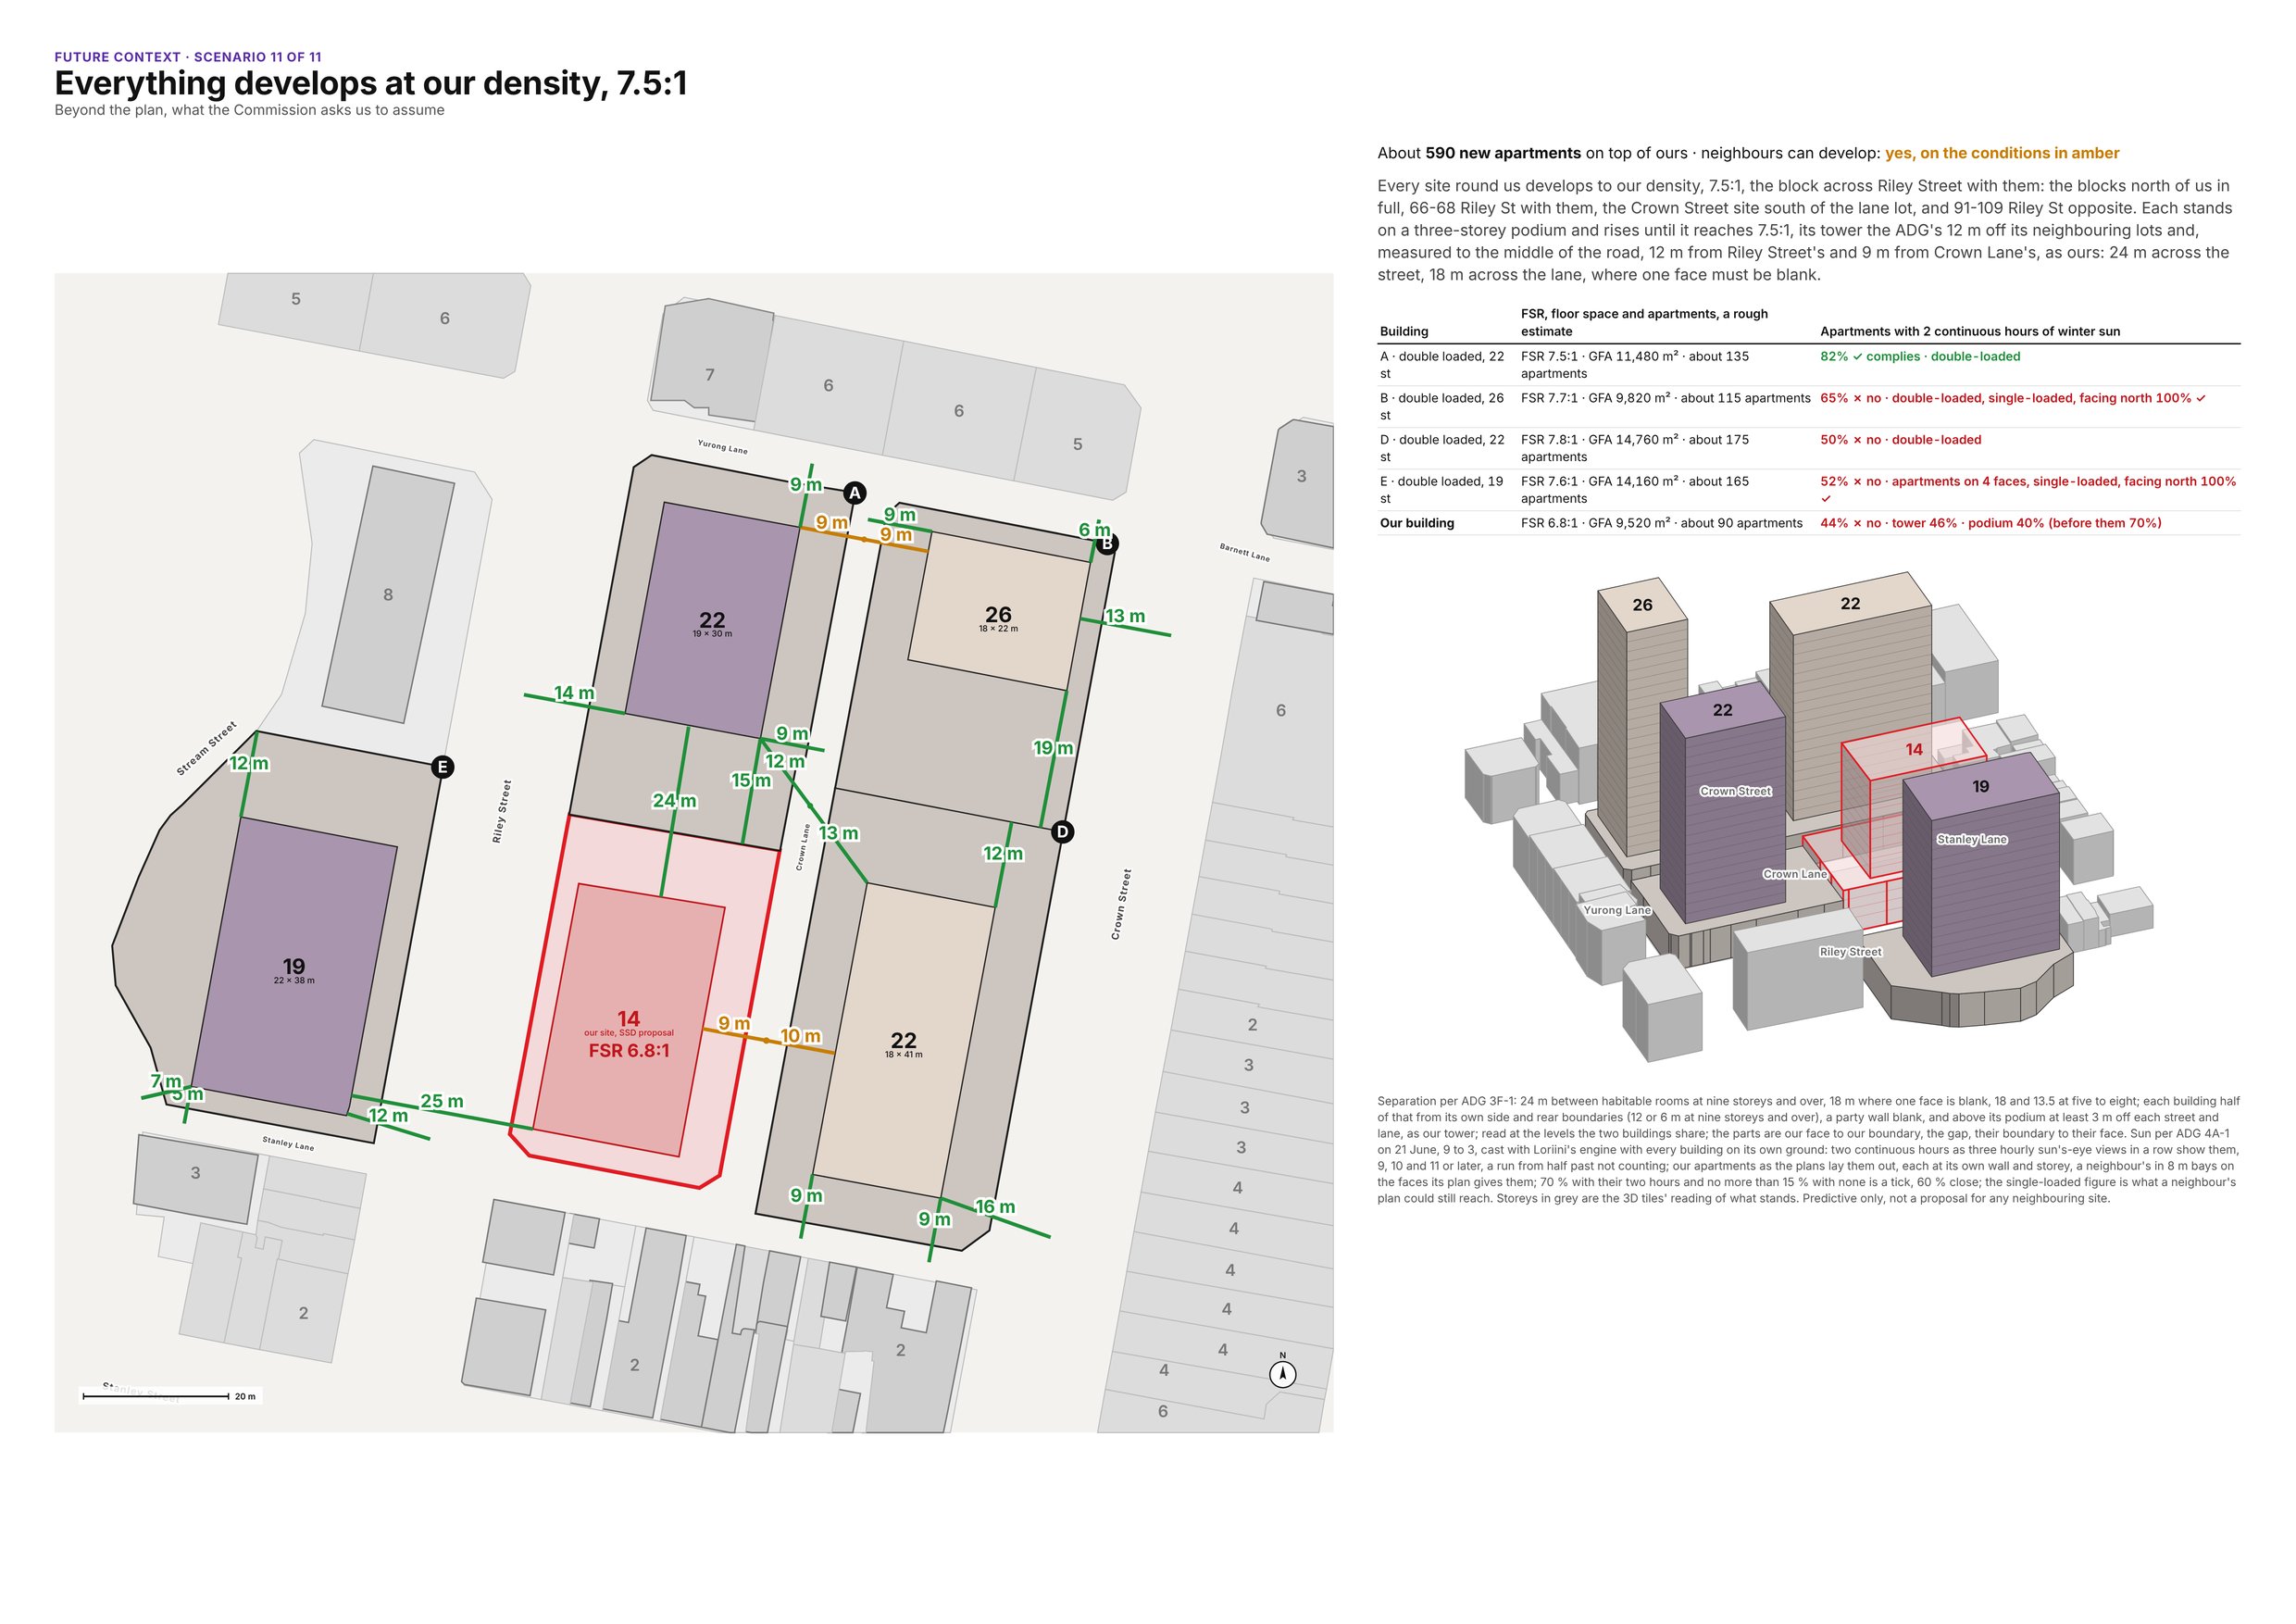 FUTURE CONTEXT · SCENARIO 11 OF 11
Everything develops at our density, 7.5:1
Beyond the plan, what the Commission asks us to assume
About 590 new apartments on top of ours · neighbours can develop: yes, on the conditions in amber
Every site round us develops to our density, 7.5:1, the block across Riley Street with them: the blocks north of us in
full, 66-68 Riley St with them, the Crown Street site south of the lane lot, and 91-109 Riley St opposite. Each stands
on a three-storey podium and rises until it reaches 7.5:1, its tower the ADG's 12 m off its neighbouring lots and,
measured to the middle of the road, 12 m from Riley Street's and 9 m from Crown Lane's, as ours: 24 m across the
street, 18 m across the lane, where one face must be blank.
Building
FSR, floor space and apartments, a rough
estimate
Apartments with 2 continuous hours of winter sun
A · double loaded, 22
st
FSR 7.5:1 · GFA 11,480 m² · about 135
apartments
82% ✓ complies · double-loaded
B · double loaded, 26
st
FSR 7.7:1 · GFA 9,820 m² · about 115 apartments
65% × no · double-loaded, single-loaded, facing north 100% ✓
D · double loaded, 22
st
FSR 7.8:1 · GFA 14,760 m² · about 175
apartments
50% × no · double-loaded
E · double loaded, 19
st
FSR 7.6:1 · GFA 14,160 m² · about 165
apartments
52% × no · apartments on 4 faces, single-loaded, facing north 100%
✓
Our building
FSR 6.8:1 · GFA 9,520 m² · about 90 apartments
44% × no · tower 46% · podium 40% (before them 70%)
5
6
7
6
6
5
3
Yurong Lane
9 m
A
9 m
9 m
9 m
6 m
B
Barnett Lane
8
22
19 × 30 m
26
18 × 22 m
13 m
14 m
6
Stream Street
12 m
E
9 m
12 m
15 m
19 m
24 m
Riley Street
Crown Lane
13 m
D
12 m
Crown Street
19
22 × 38 m
14
our site, SSD proposal
FSR 6.8:1
9 m
10 m
22
18 × 41 m
2
3
3
3
4
4
4
4
4
4
6
7 m
5 m
25 m
12 m
Stanley Lane
9 m
9 m
16 m
3
2
2
2
N
20 m
26
22
22
14
19
Crown Street
Stanley Lane
Crown Lane
Yurong Lane
Riley Street
Separation per ADG 3F-1: 24 m between habitable rooms at nine storeys and over, 18 m where one face is blank, 18 and 13.5 at five to eight; each building half
of that from its own side and rear boundaries (12 or 6 m at nine storeys and over), a party wall blank, and above its podium at least 3 m off each street and
lane, as our tower; read at the levels the two buildings share; the parts are our face to our boundary, the gap, their boundary to their face. Sun per ADG 4A-1
on 21 June, 9 to 3, cast with Loriini's engine with every building on its own ground: two continuous hours as three hourly sun's-eye views in a row show them,
9, 10 and 11 or later, a run from half past not counting; our apartments as the plans lay them out, each at its own wall and storey, a neighbour's in 8 m bays on
the faces its plan gives them; 70 % with their two hours and no more than 15 % with none is a tick, 60 % close; the single-loaded figure is what a neighbour's
plan could still reach. Storeys in grey are the 3D tiles' reading of what stands. Predictive only, not a proposal for any neighbouring site.